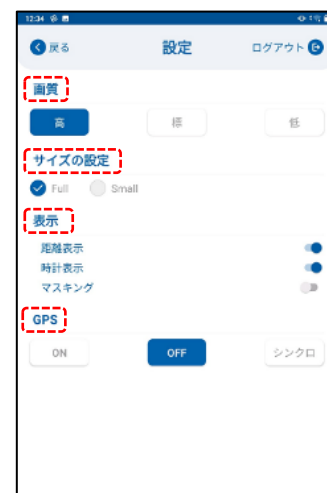 12:34
戻る 設定 ログアウト
画質
高 標 低
サイズの設定
Full Small
表示
距離表示
時計表示
マスキング
GPS
ON OFF シンクロ